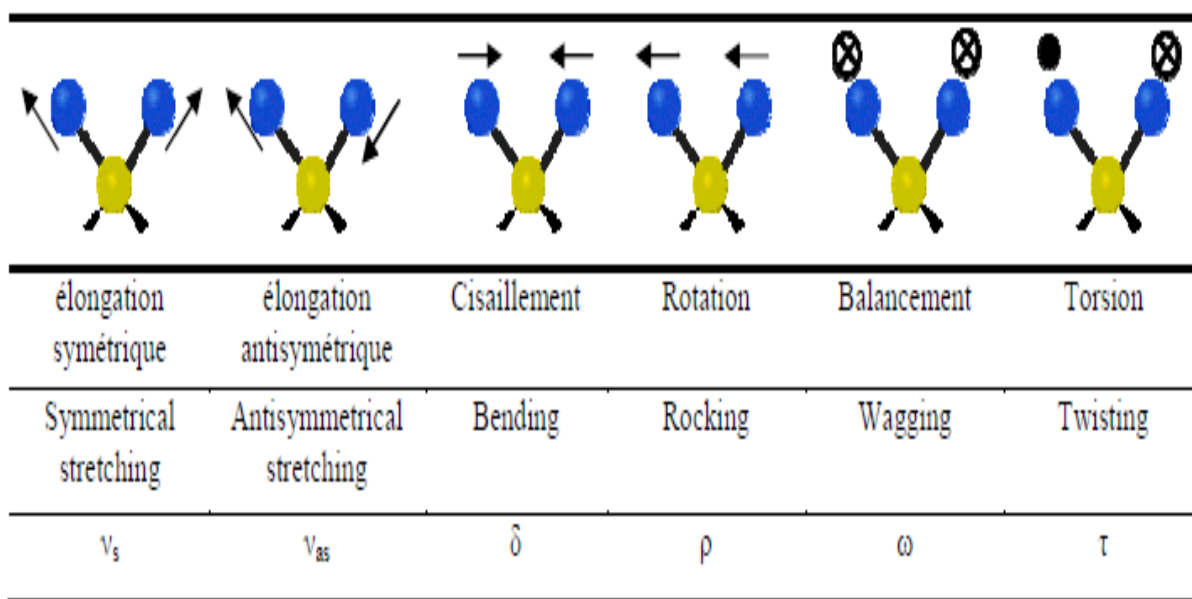 élongation symétrique
élongation antisymétrique
Cisaillement
Rotation
Balancement
Torsion
Symmetrical stretching
Antisymmetrical stretching
Bending
Rocking
Wagging
Twisting
νs
νas
δ
ρ
ω
τ